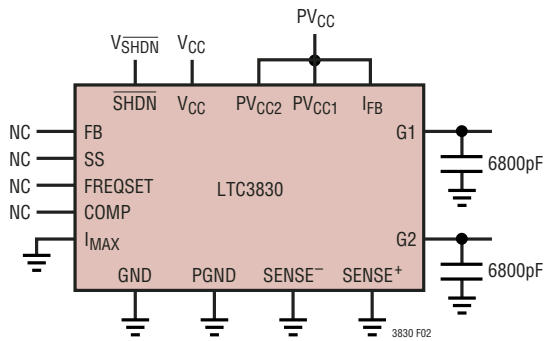 PVCC
VSHDN VCC
SHDN VCC PVCC2 PVCC1 IFB
NC FB G1
NC SS 6800pF
NC FREQSET LTC3830
NC COMP
IMAX G2
GND PGND SENSE⁻ SENSE⁺ 6800pF
3830 F02